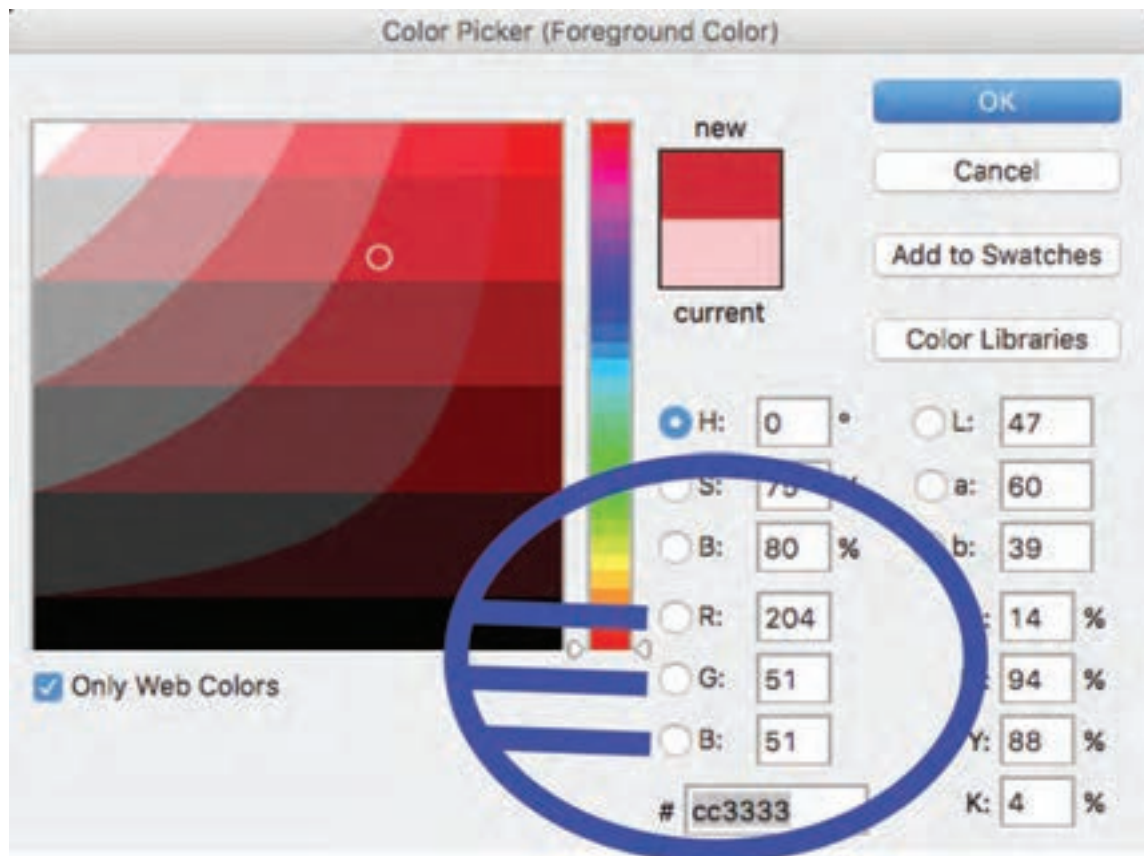 Color Picker (Foreground Color)
OK
new
Cancel
Add to Swatches
current
Color Libraries
H: 0 ° L: 47
S: a: 60
B: 80 % b: 39
R: 204 14 %
G: 51 94 %
Only Web Colors
B: 51 Y: 88 %
# cc3333 K: 4 %